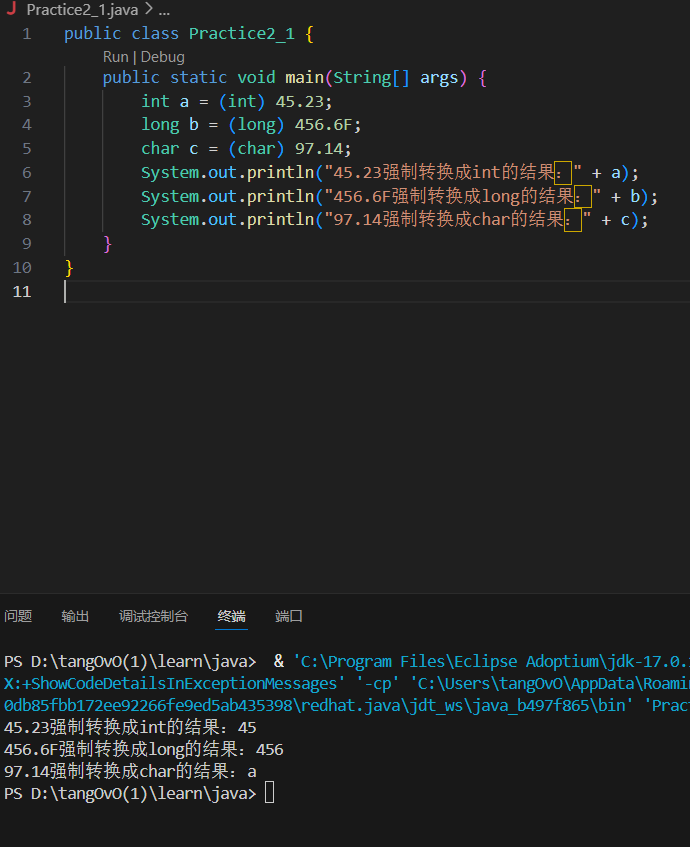 J Practice2_1.java > ...
1 public class Practice2_1 {
Run | Debug
2 public static void main(String[] args) {
3 int a = (int) 45.23;
4 long b = (long) 456.6F;
5 char c = (char) 97.14;
6 System.out.println("45.23强制转换成int的结果：" + a);
7 System.out.println("456.6F强制转换成long的结果：" + b);
8 System.out.println("97.14强制转换成char的结果：" + c);
9 }
10 }
11
问题 输出 调试控制台 终端 端口
PS D:\tangOvO(1)\learn\java>  & 'C:\Program Files\Eclipse Adoptium\jdk-17.0.
X:+ShowCodeDetailsInExceptionMessages' '-cp' 'C:\Users\tangOvO\AppData\Roamin
0db85fbb172ee92266fe9ed5ab435398\redhat.java\jdt_ws\java_b497f865\bin' 'Prac
45.23强制转换成int的结果：45
456.6F强制转换成long的结果：456
97.14强制转换成char的结果：a
PS D:\tangOvO(1)\learn\java>